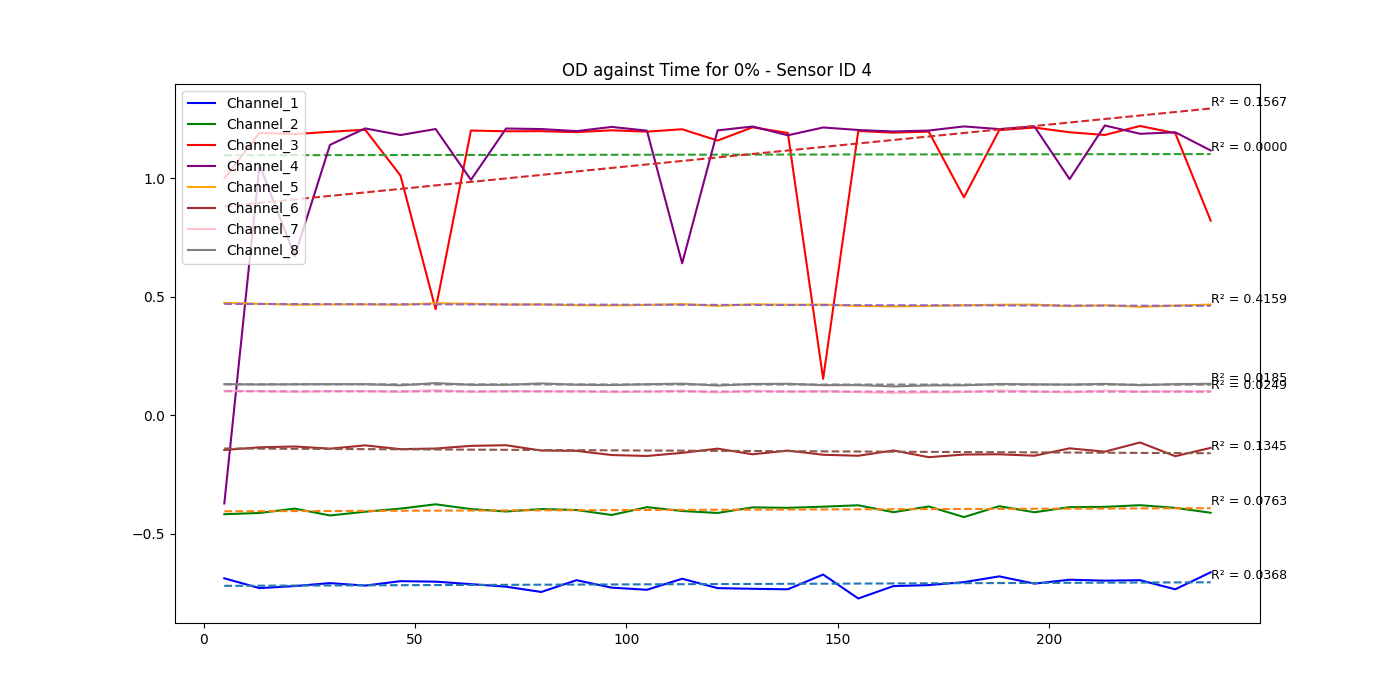 OD against Time for 0% - Sensor ID 4
Channel_1
Channel_2
Channel_3
Channel_4
Channel_5
Channel_6
Channel_7
Channel_8
R² = 0.1567
R² = 0.0000
R² = 0.4159
R² = 0.0185
R² = 0.0249
R² = 0.1345
R² = 0.0763
R² = 0.0368
1.0
0.5
0.0
−0.5
0 50 100 150 200